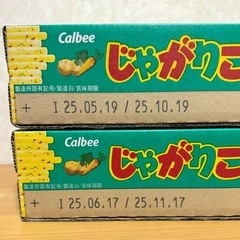 Calbee
じゃがりこ
製造所固有記号/製造日/賞味期限
+ I 25.05.19 / 25.10.19
Calbee
じゃがりこ
製造所固有記号/製造日/賞味期限
+ I 25.06.17 / 25.11.17